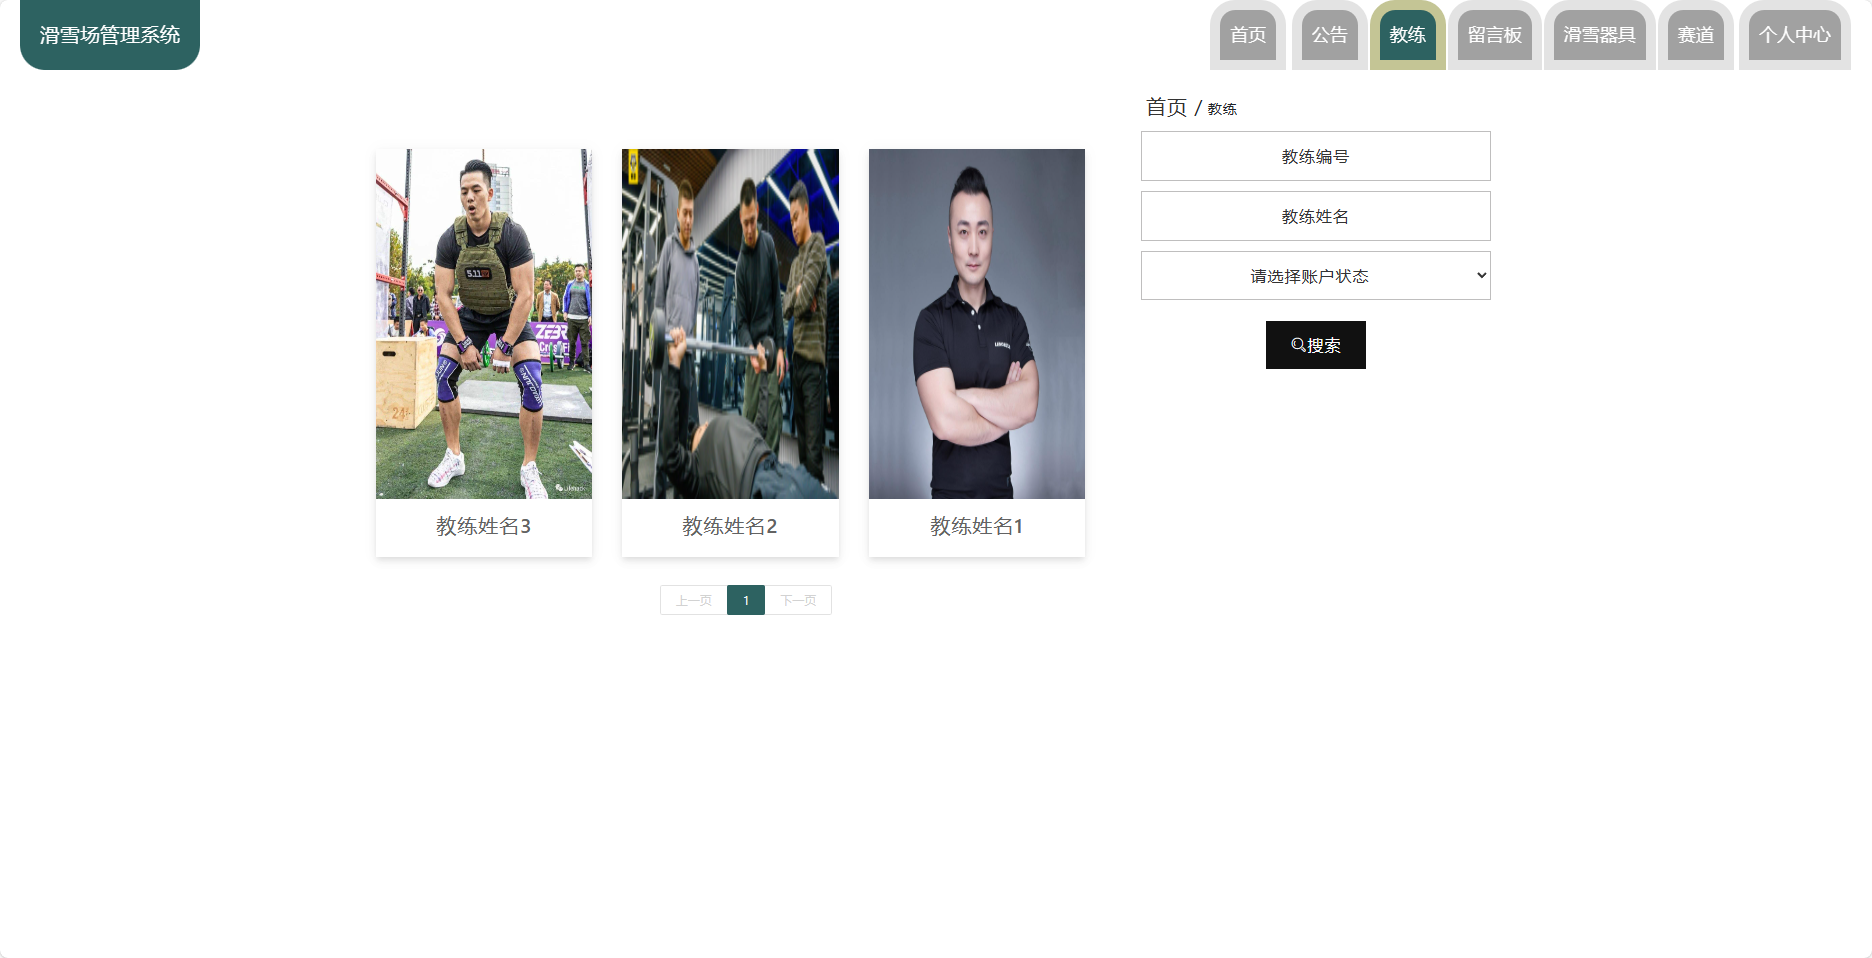 滑雪场管理系统
首页
公告
教练
留言板
滑雪器具
赛道
个人中心
首页 / 教练
教练编号
教练姓名
请选择账户状态
搜索
5.11
ZEBR
24"
教练姓名3
教练姓名2
教练姓名1
上一页
1
下一页